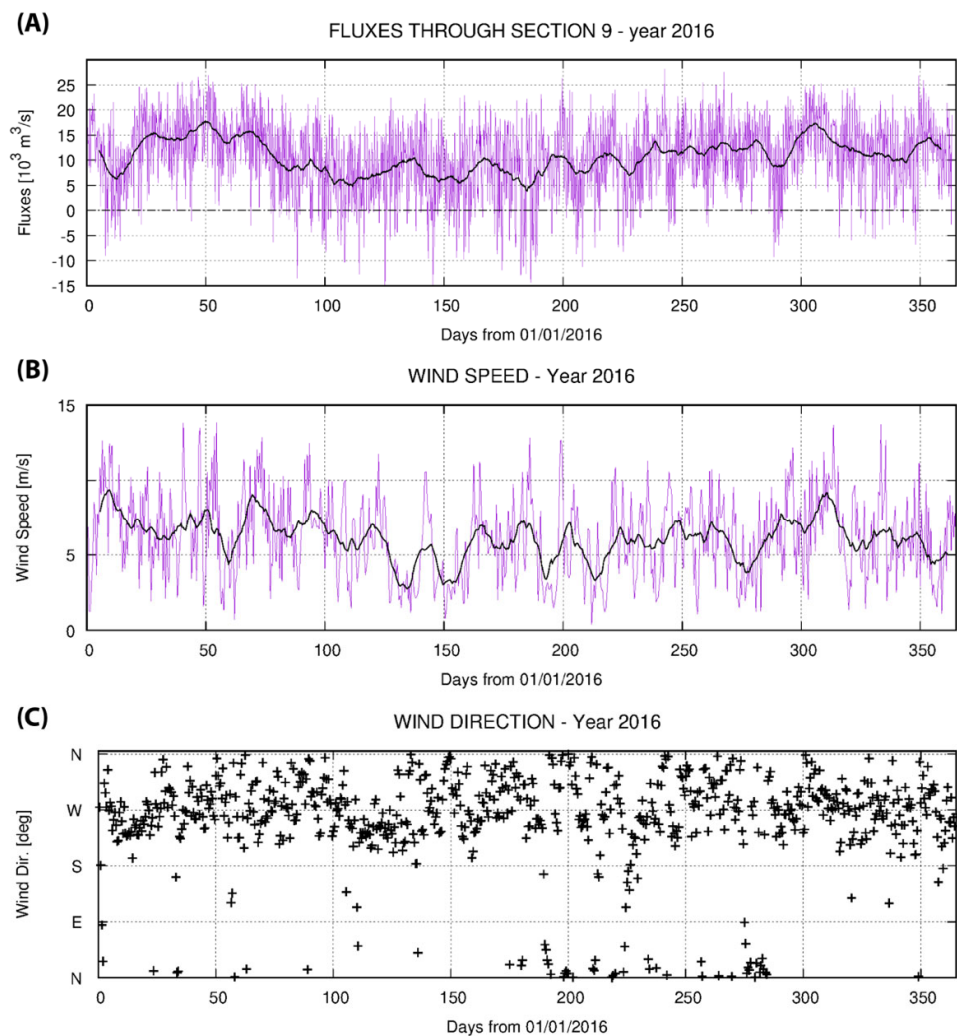 (A)
FLUXES THROUGH SECTION 9 - year 2016
Fluxes [10^3 m^3/s]
25
20
15
10
5
0
-5
-10
-15
0 50 100 150 200 250 300 350
Days from 01/01/2016
(B)
WIND SPEED - Year 2016
Wind Speed [m/s]
15
5
0
0 50 100 150 200 250 300 350
Days from 01/01/2016
(C)
WIND DIRECTION - Year 2016
Wind Dir. [deg]
N
W
S
E
N
0 50 100 150 200 250 300 350
Days from 01/01/2016